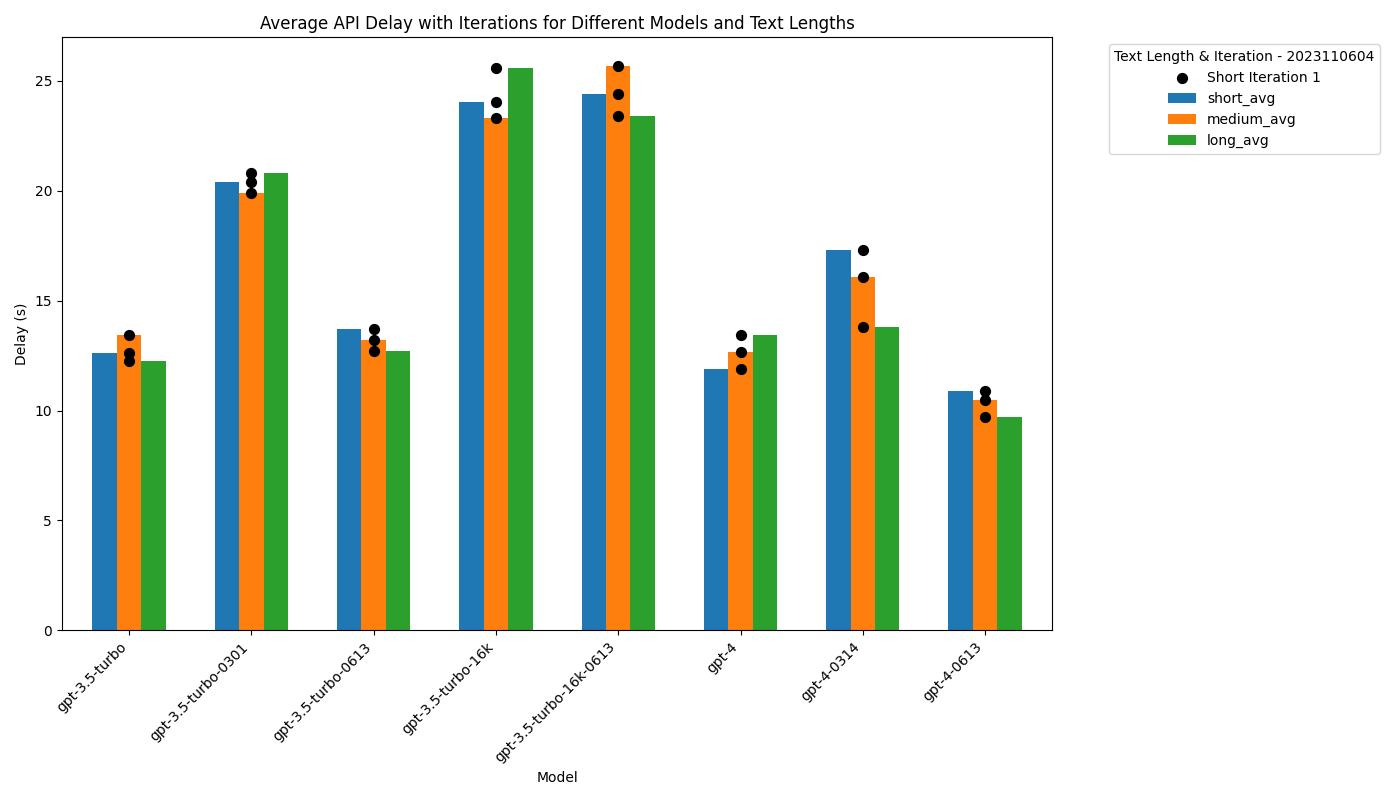 Average API Delay with Iterations for Different Models and Text Lengths
Text Length & Iteration - 2023110604
Short Iteration 1
short_avg
medium_avg
long_avg
Delay (s)
25
20
15
10
5
0
gpt-3.5-turbo
gpt-3.5-turbo-0301
gpt-3.5-turbo-0613
gpt-3.5-turbo-16k
gpt-3.5-turbo-16k-0613
gpt-4
gpt-4-0314
gpt-4-0613
Model